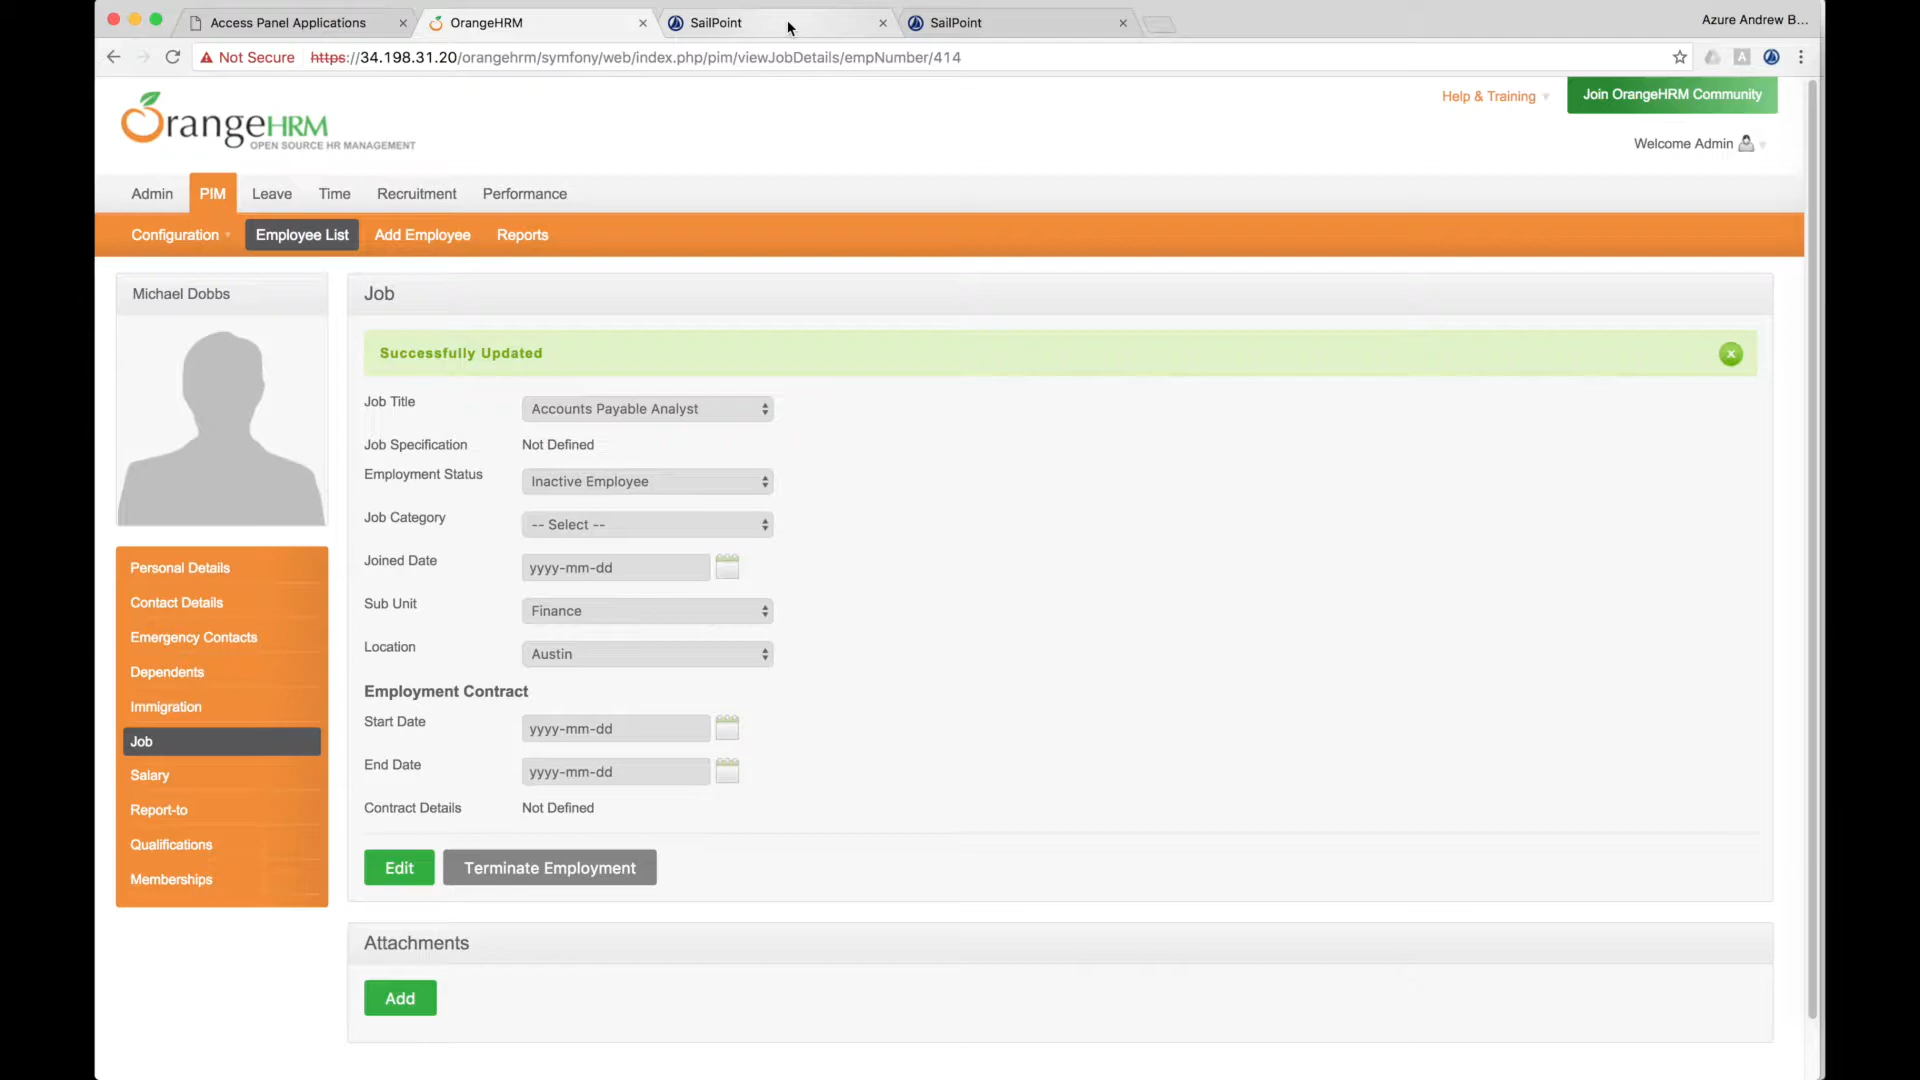 Access Panel Applications
OrangeHRM
SailPoint
SailPoint
Azure Andrew B...
Not Secure https://34.198.31.20/orangehrm/symfony/web/index.php/pim/viewJobDetails/empNumber/414
A
Help & Training
Join OrangeHRM Community
OrangeHRM
OPEN SOURCE HR MANAGEMENT
Welcome Admin
Admin PIM Leave Time Recruitment Performance
Configuration Employee List Add Employee Reports
Michael Dobbs
Job
Successfully Updated
Job Title Accounts Payable Analyst
Job Specification Not Defined
Employment Status Inactive Employee
Job Category -- Select --
Joined Date yyyy-mm-dd
Sub Unit Finance
Location Austin
Employment Contract
Start Date yyyy-mm-dd
End Date yyyy-mm-dd
Contract Details Not Defined
Edit Terminate Employment
Personal Details
Contact Details
Emergency Contacts
Dependents
Immigration
Job
Salary
Report-to
Qualifications
Memberships
Attachments
Add